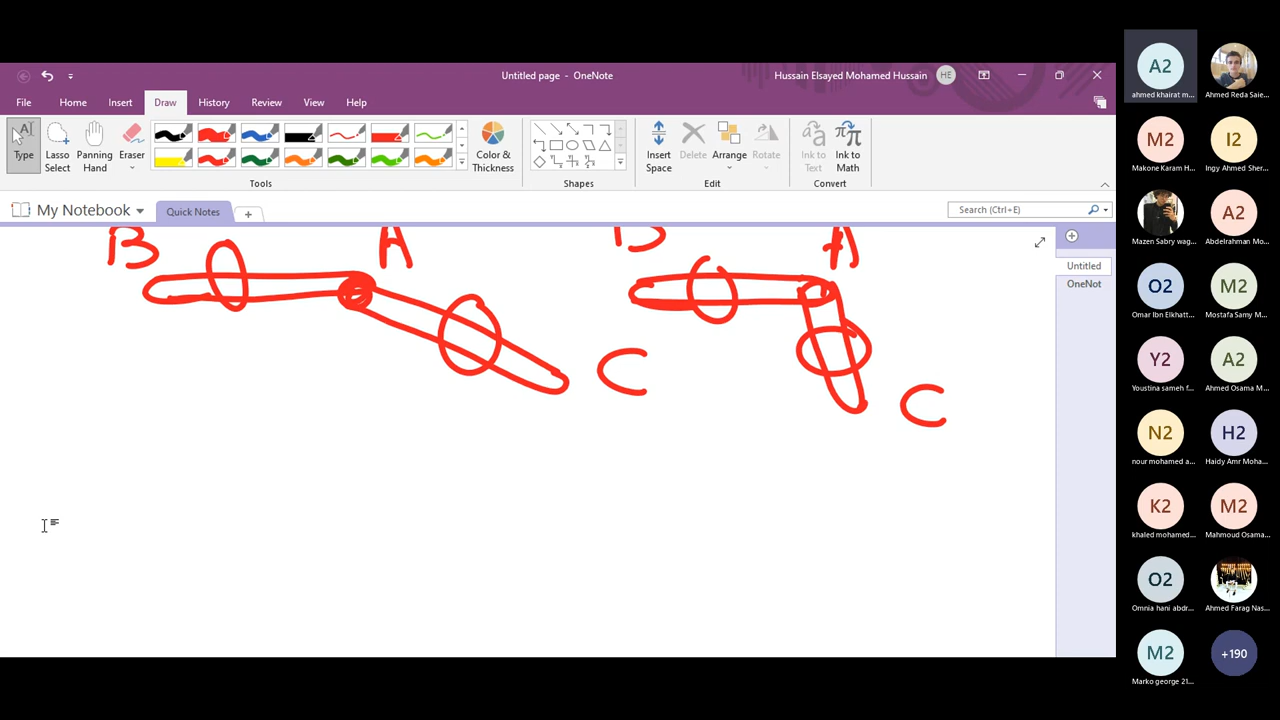 Untitled page - OneNote
Hussain Elsayed Mohamed Hussain HE
File Home Insert Draw History Review View Help
Type
Lasso Select
Panning Hand
Eraser
Color & Thickness
Insert Space
Delete
Arrange
Rotate
Ink to Text
Ink to Math
Tools
Shapes
Edit
Convert
My Notebook
Quick Notes
Search (Ctrl+E)
Untitled
OneNot
B A B A
C C
A2
ahmed khairat m...
Ahmed Reda Saie...
M2 I2
Makone Karam H... Ingy Ahmed Sher...
A2
Mazen Sabry wag... Abdelrahman Mo...
O2 M2
Omar Ibn Elkhatt... Mostafa Samy M...
Y2 A2
Youstina sameh f... Ahmed Osama M...
N2 H2
nour mohamed a... Haidy Amr Moha...
K2 M2
khaled mohamed... Mahmoud Osama...
O2
Omnia hani abdr... Ahmed Farag Nas...
M2 +190
Marko george 21...